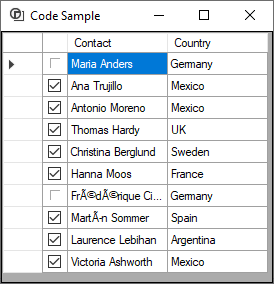 Code Sample
Contact Country
Maria Anders Germany
Ana Trujillo Mexico
Antonio Moreno Mexico
Thomas Hardy UK
Christina Berglund Sweden
Hanna Moos France
FrÃ©dÃ©rique Ci... Germany
MartÃ­n Sommer Spain
Laurence Lebihan Argentina
Victoria Ashworth Mexico